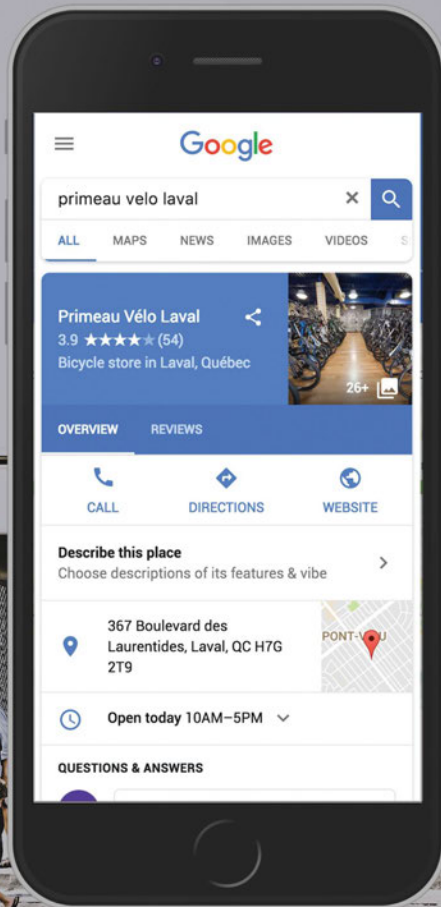 Google
primeau velo laval
ALL MAPS NEWS IMAGES VIDEOS S
Primeau Vélo Laval
3.9 ★★★★★ (54)
Bicycle store in Laval, Québec
26+
OVERVIEW REVIEWS
CALL DIRECTIONS WEBSITE
Describe this place
Choose descriptions of its features & vibe
367 Boulevard des
Laurentides, Laval, QC H7G
2T9
PONT-V U
Open today 10AM–5PM
QUESTIONS & ANSWERS